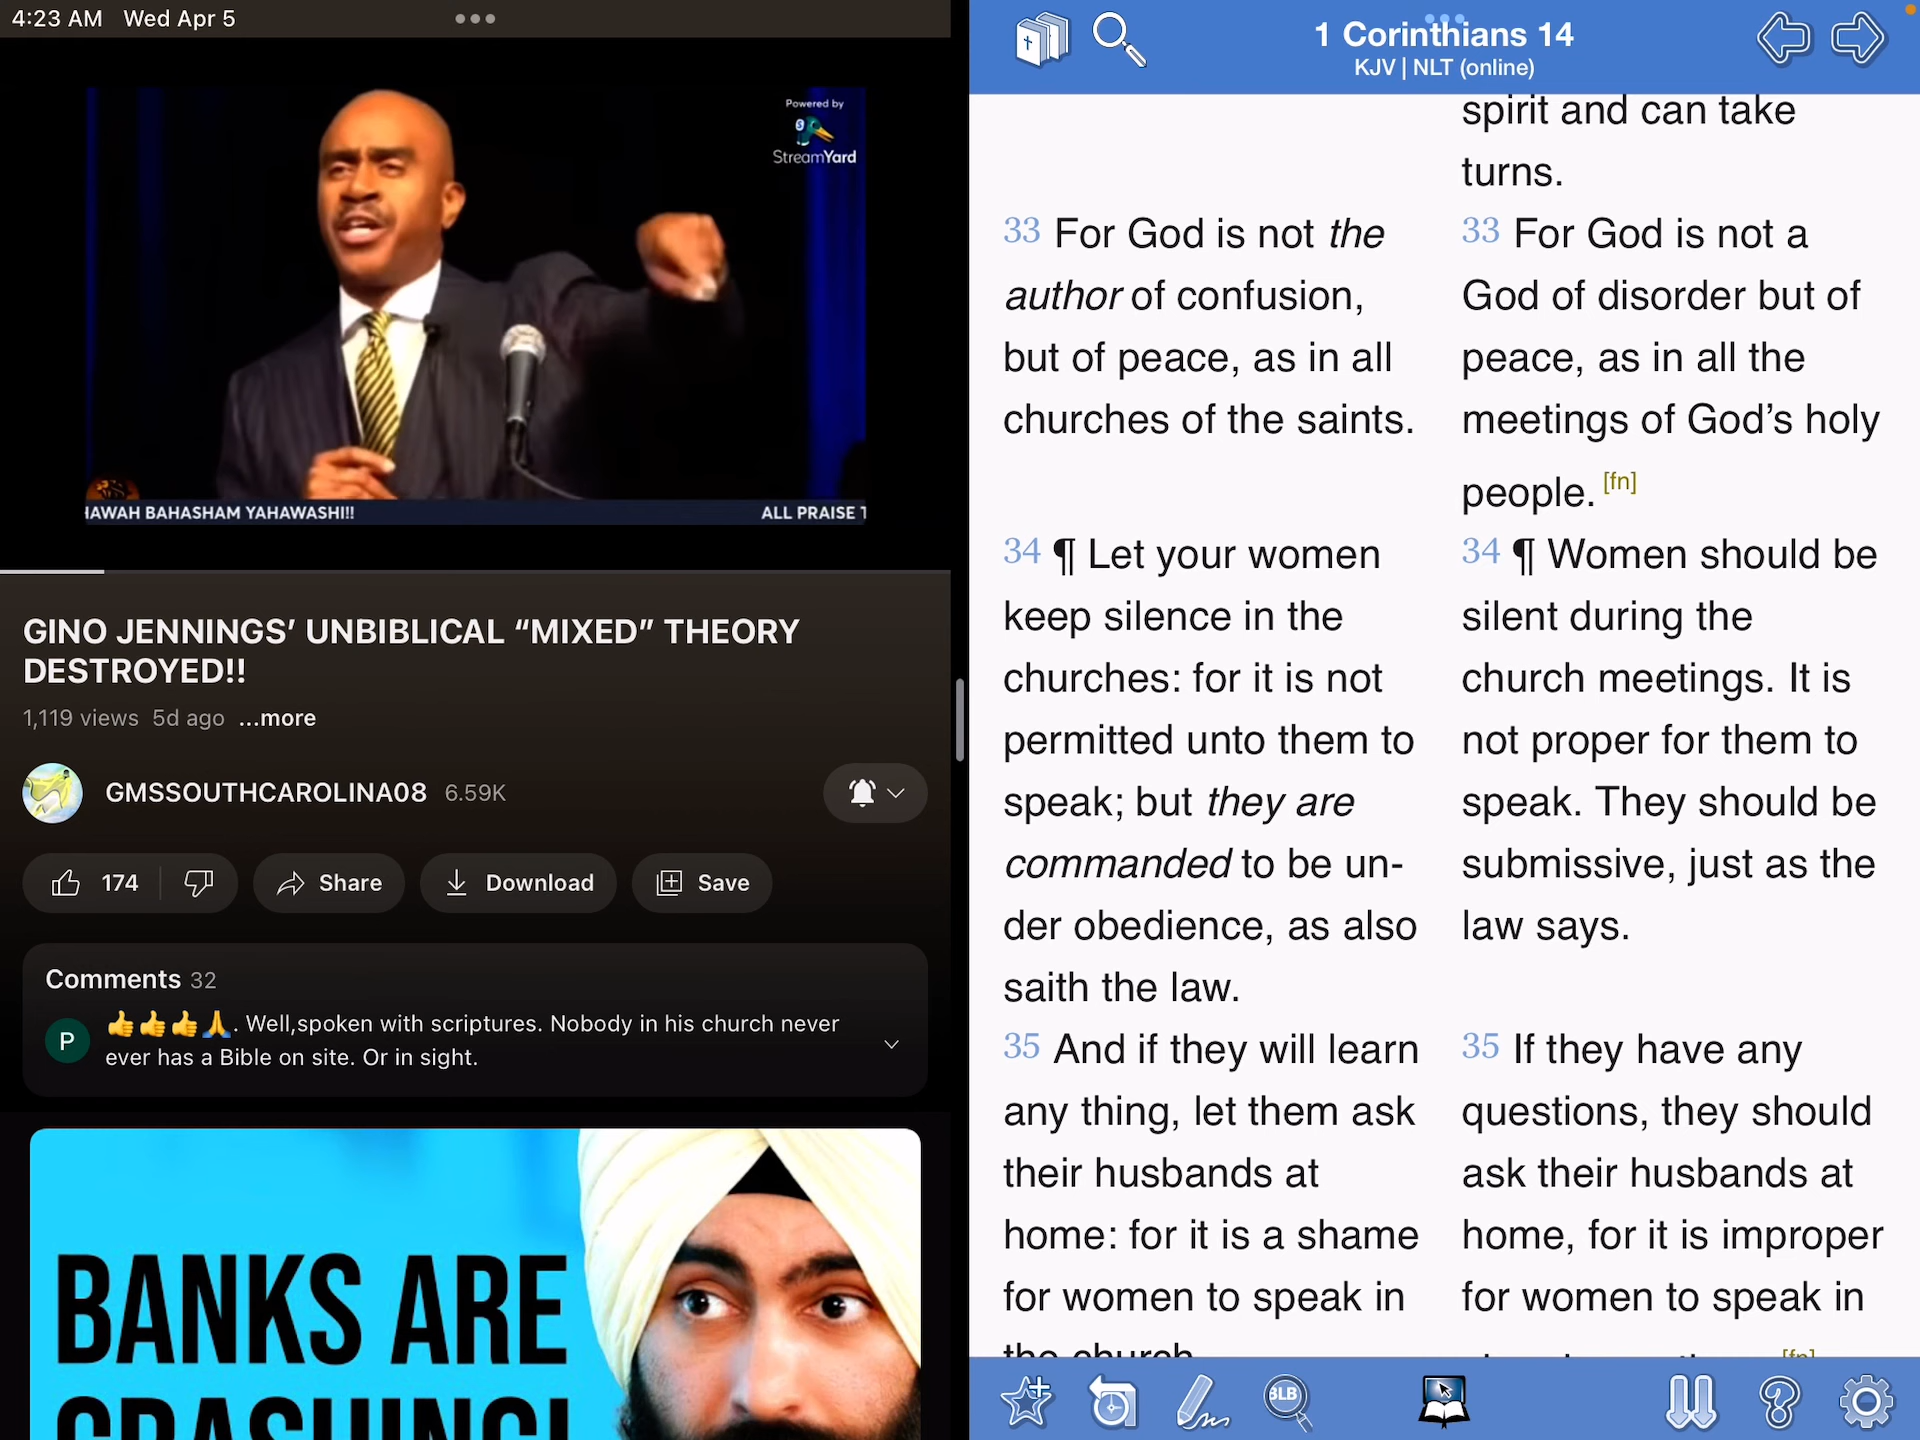 4:23 AM Wed Apr 5
Powered by
StreamYard
HAWAH BAHASHAM YAHAWASHI!!
ALL PRAISE
GINO JENNINGS’ UNBIBLICAL “MIXED” THEORY
DESTROYED!!
1,119 views 5d ago ...more
GMSSOUTHCAROLINA08 6.59K
174
Share
Download
Save
Comments 32
P
👍👍👍🙏. Well,spoken with scriptures. Nobody in his church never
ever has a Bible on site. Or in sight.
BANKS ARE
CRASHING!
1 Corinthians 14
KJV | NLT (online)
33 For God is not the
author of confusion,
but of peace, as in all
churches of the saints.
34 ¶ Let your women
keep silence in the
churches: for it is not
permitted unto them to
speak; but they are
commanded to be un-
der obedience, as also
saith the law.
35 And if they will learn
any thing, let them ask
their husbands at
home: for it is a shame
for women to speak in
the church.
spirit and can take
turns.
33 For God is not a
God of disorder but of
peace, as in all the
meetings of God’s holy
people. [fn]
34 ¶ Women should be
silent during the
church meetings. It is
not proper for them to
speak. They should be
submissive, just as the
law says.
35 If they have any
questions, they should
ask their husbands at
home, for it is improper
for women to speak in
[fn]
BLB